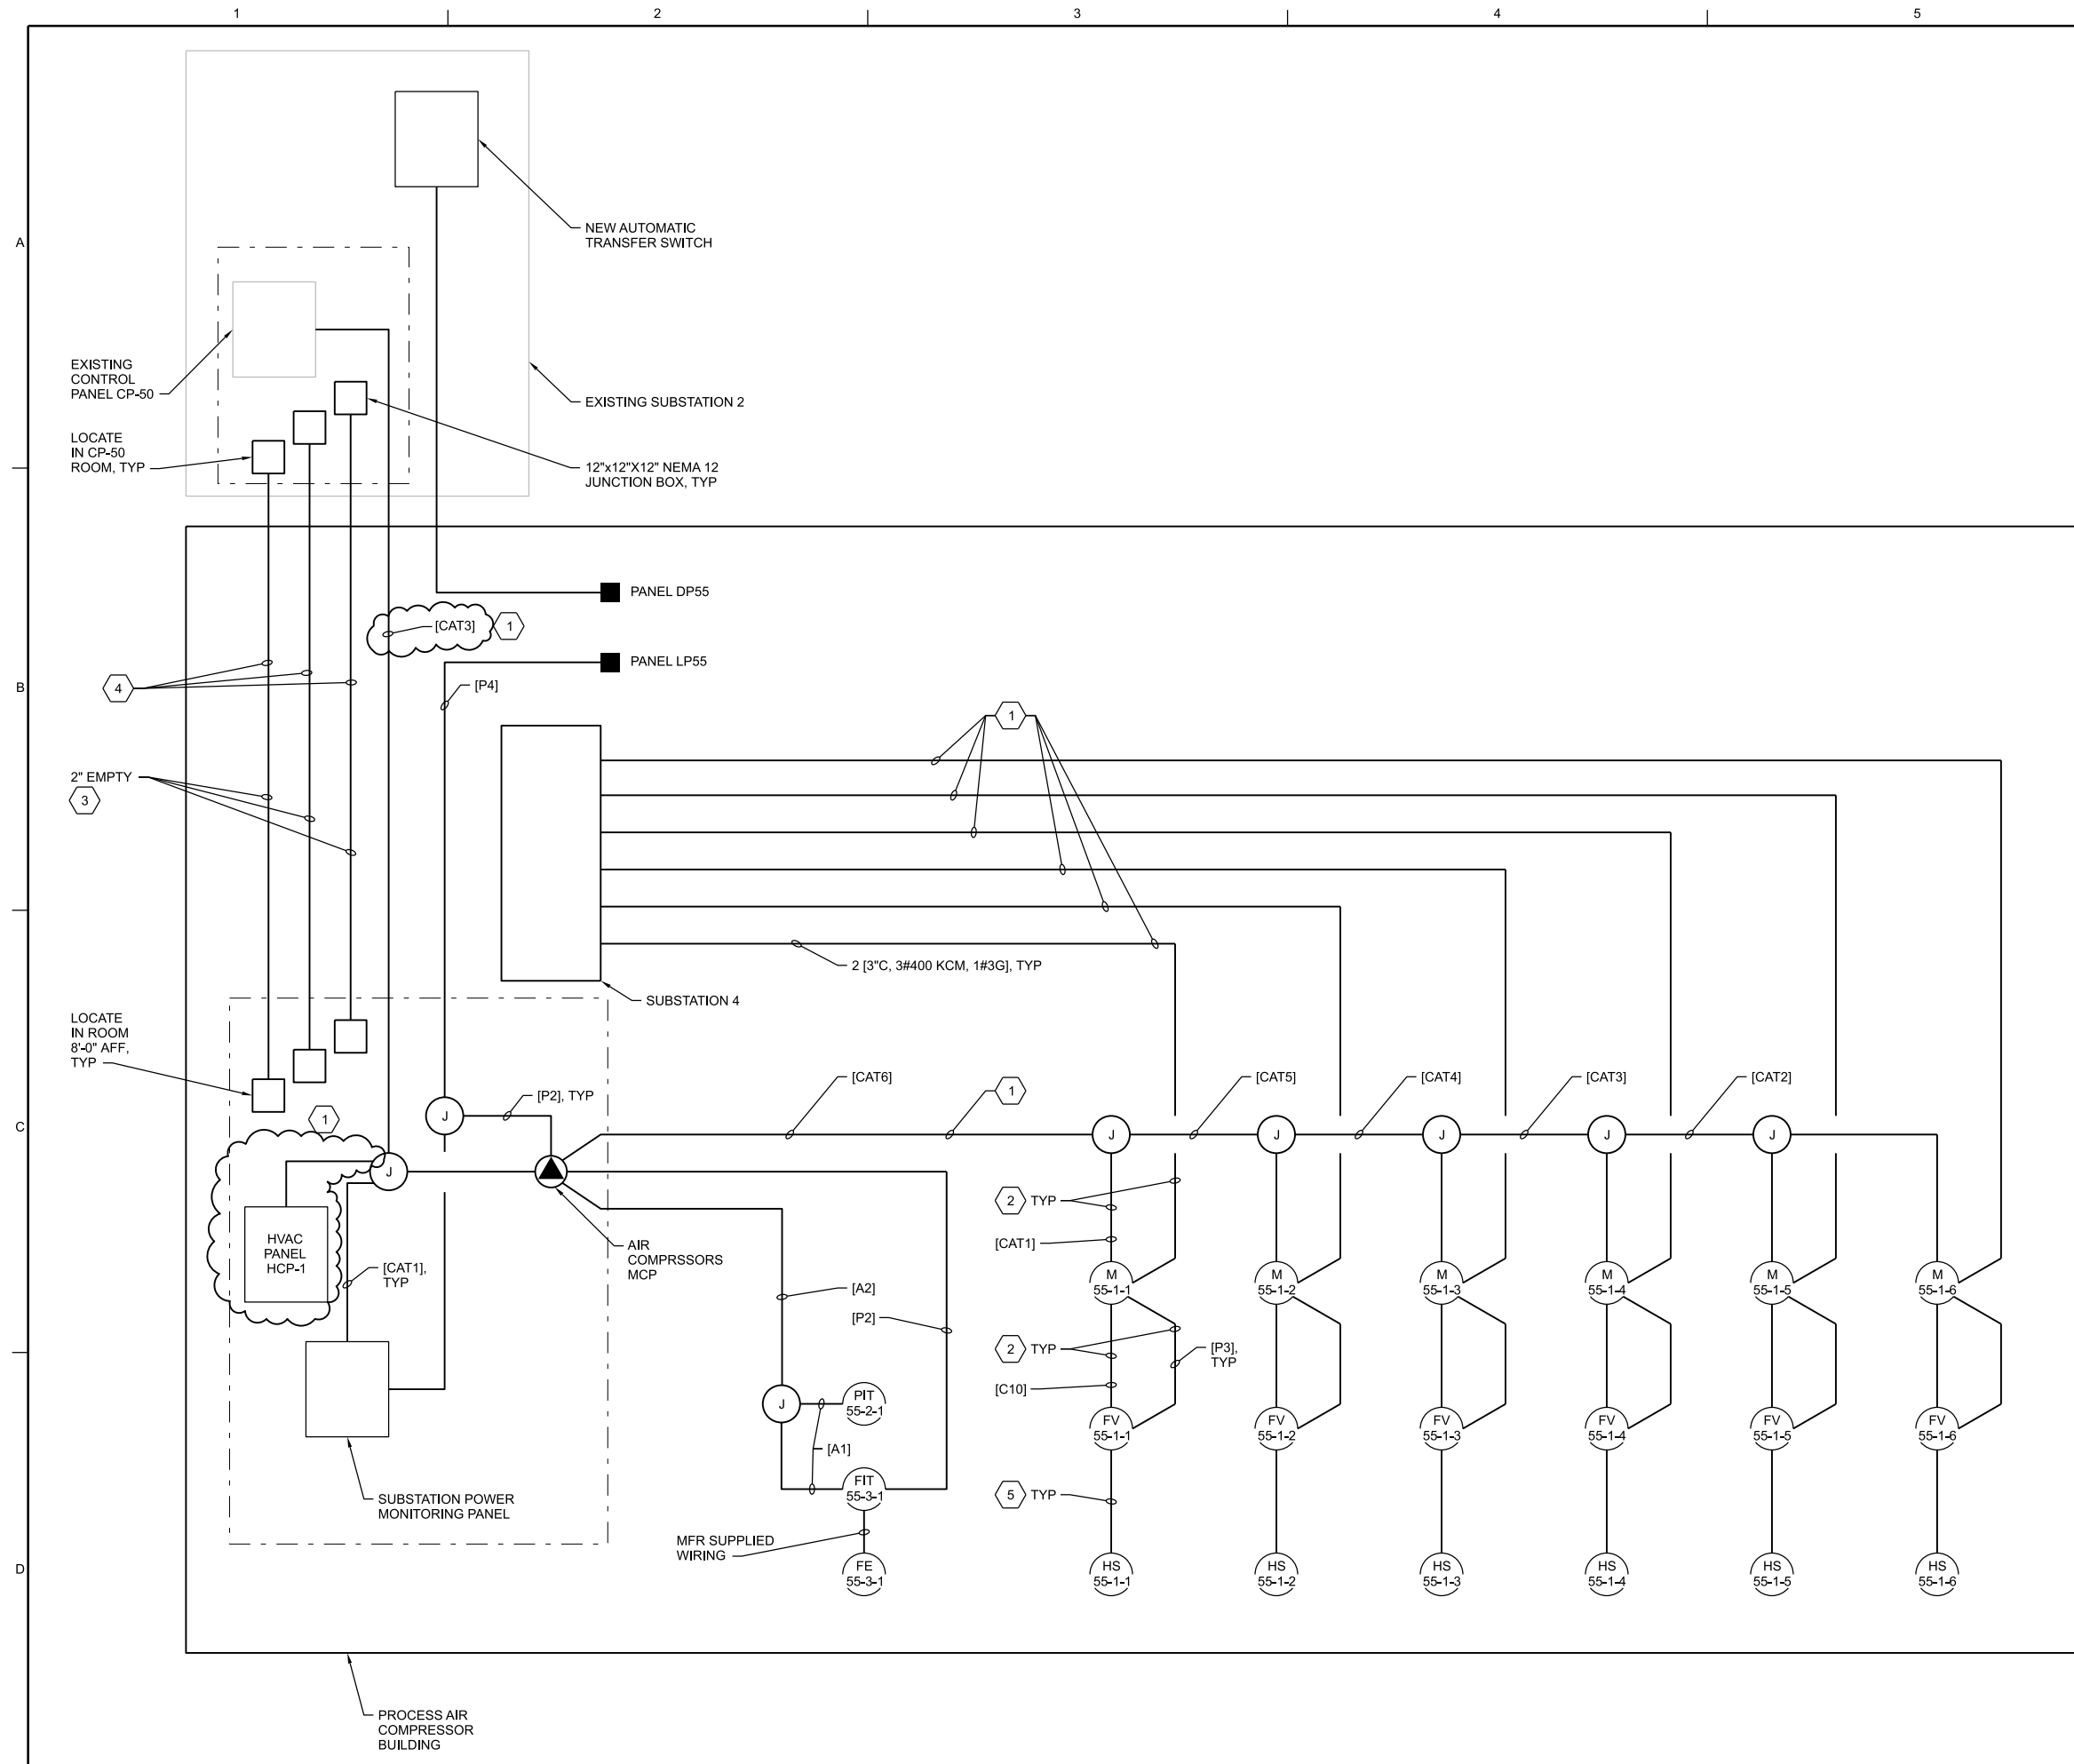 1
2
3
4
5
A
B
C
D
NEW AUTOMATIC
TRANSFER SWITCH
EXISTING
CONTROL
PANEL CP-50
EXISTING SUBSTATION 2
LOCATE
IN CP-50
ROOM, TYP
12"x12"X12" NEMA 12
JUNCTION BOX, TYP
PANEL DP55
[CAT3]
1
PANEL LP55
4
[P4]
1
2" EMPTY
3
2 [3"C, 3#400 KCM, 1#3G], TYP
SUBSTATION 4
LOCATE
IN ROOM
8'-0" AFF,
TYP
[P2], TYP
[CAT6]
1
[CAT5]
[CAT4]
[CAT3]
[CAT2]
1
J
J
J
J
J
J
J
HVAC
PANEL
HCP-1
[CAT1],
TYP
AIR
COMPRSSORS
MCP
2 TYP
[CAT1]
M
55-1-1
M
55-1-2
M
55-1-3
M
55-1-4
M
55-1-5
M
55-1-6
[A2]
[P2]
2 TYP
[P3],
TYP
[C10]
J
PIT
55-2-1
FV
55-1-1
FV
55-1-2
FV
55-1-3
FV
55-1-4
FV
55-1-5
FV
55-1-6
[A1]
FIT
55-3-1
5 TYP
SUBSTATION POWER
MONITORING PANEL
MFR SUPPLIED
WIRING
FE
55-3-1
HS
55-1-1
HS
55-1-2
HS
55-1-3
HS
55-1-4
HS
55-1-5
HS
55-1-6
PROCESS AIR
COMPRESSOR
BUILDING